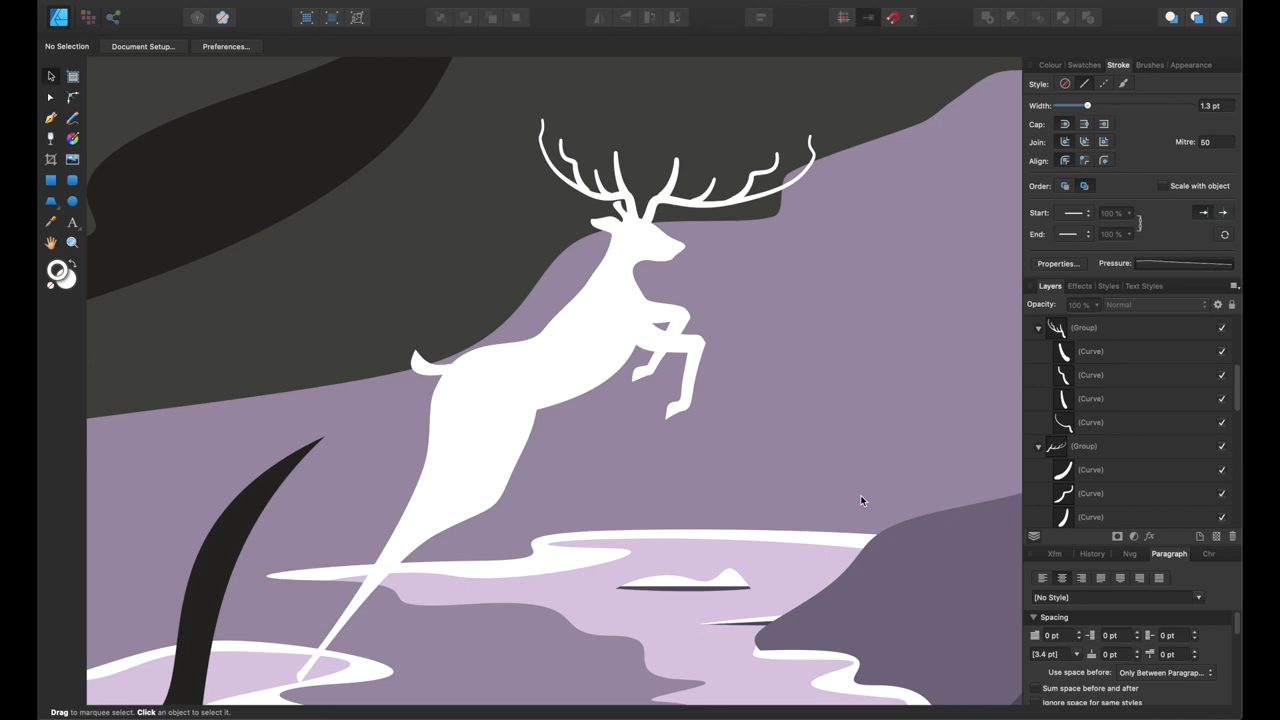 No Selection
Document Setup...
Preferences...
Colour
Swatches
Stroke
Brushes
Appearance
Style:
Width:
1.3 pt
Cap:
Join:
Mitre:
50
Align:
Order:
Scale with object
Start:
100 %
End:
100 %
Properties...
Pressure:
Layers
Effects
Styles
Text Styles
Opacity:
100 %
Normal
(Group)
(Curve)
(Curve)
(Curve)
(Curve)
(Group)
(Curve)
(Curve)
(Curve)
Xfm
History
Nvg
Paragraph
Chr
[No Style]
Spacing
0 pt
0 pt
0 pt
[3.4 pt]
0 pt
0 pt
Use space before:
Only Between Paragrap...
Sum space before and after
Ignore space for same styles
Drag to marquee select. Click an object to select it.